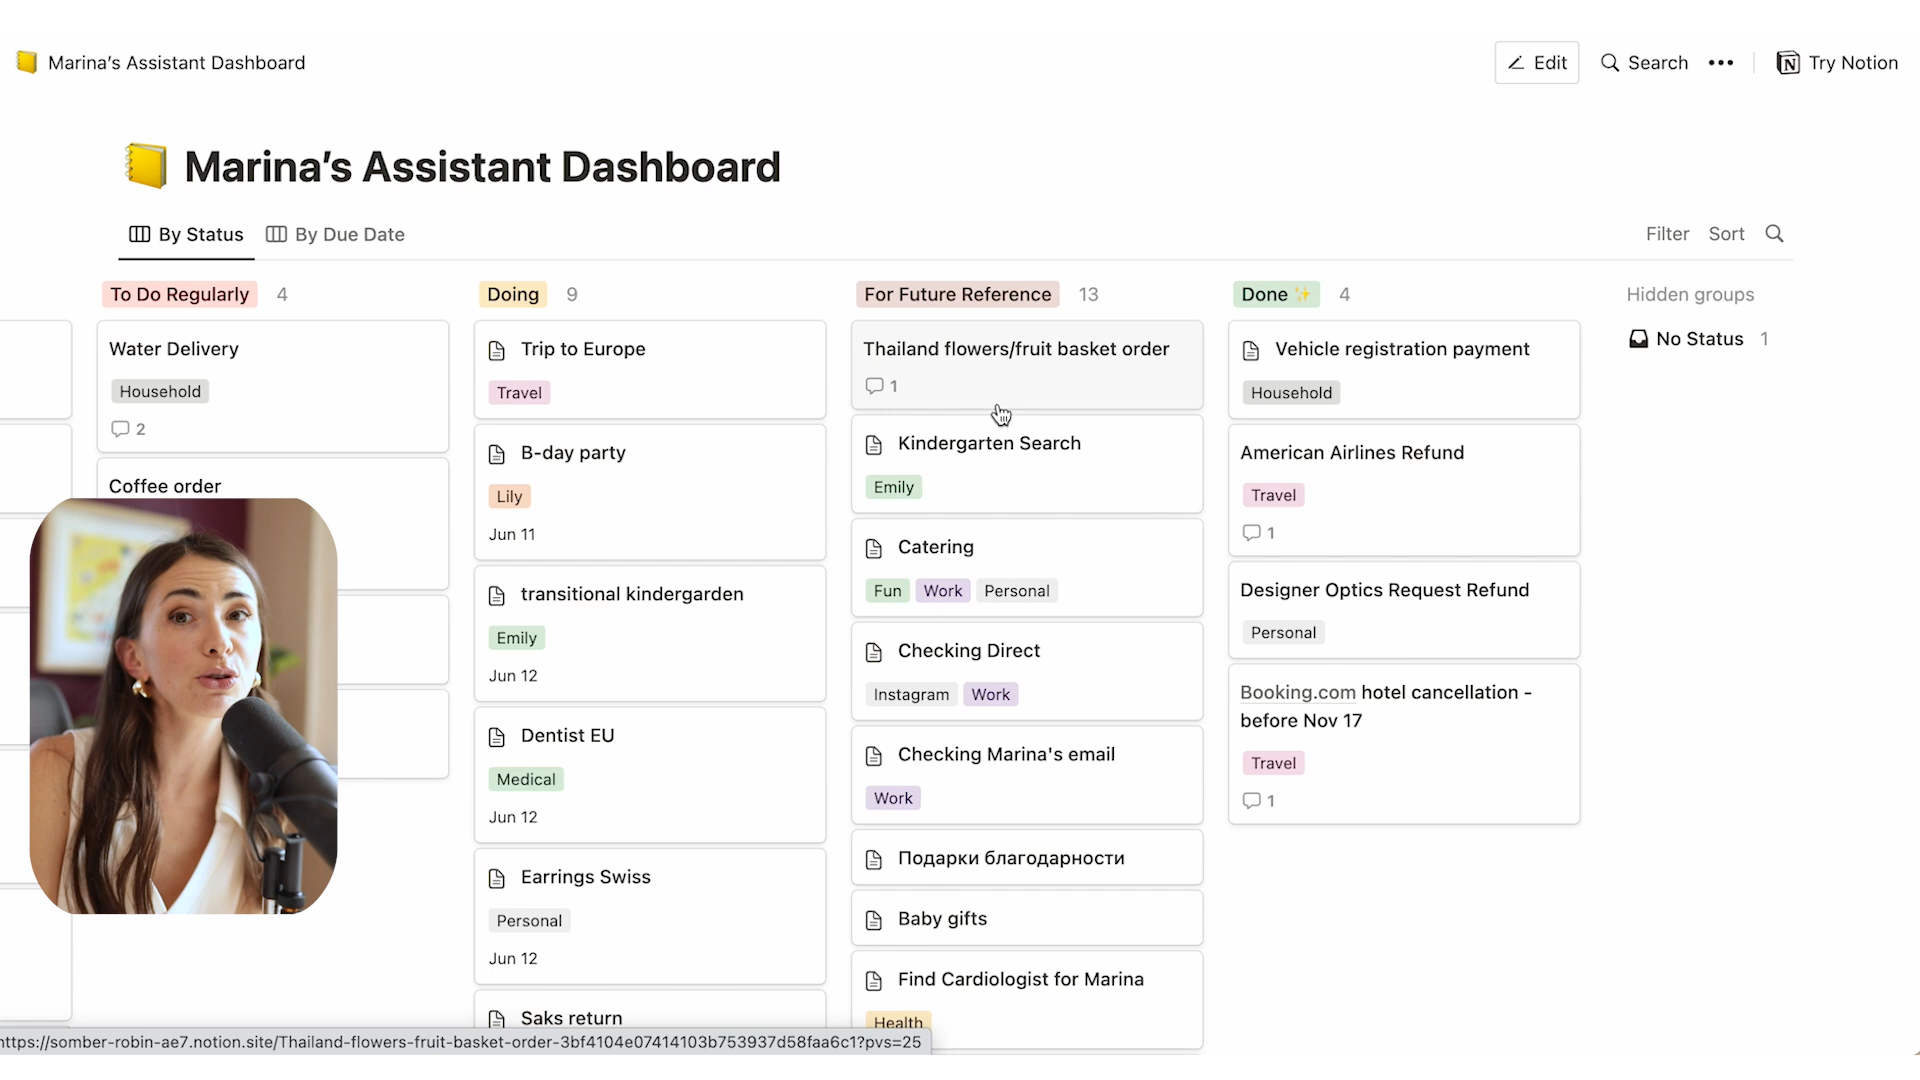 Marina's Assistant Dashboard
Edit
Search
Try Notion
Marina's Assistant Dashboard
By Status
By Due Date
Filter
Sort
To Do Regularly 4
Water Delivery
Household
2
Coffee order
Doing 9
Trip to Europe
Travel
B-day party
Lily
Jun 11
transitional kindergarden
Emily
Jun 12
Dentist EU
Medical
Jun 12
Earrings Swiss
Personal
Jun 12
Saks return
For Future Reference 13
Thailand flowers/fruit basket order
1
Kindergarten Search
Emily
Catering
Fun Work Personal
Checking Direct
Instagram Work
Checking Marina's email
Work
Подарки благодарности
Baby gifts
Find Cardiologist for Marina
Health
Done ✨ 4
Vehicle registration payment
Household
American Airlines Refund
Travel
1
Designer Optics Request Refund
Personal
Booking.com hotel cancellation -
before Nov 17
Travel
1
Hidden groups
No Status 1
https://somber-robin-ae7.notion.site/Thailand-flowers-fruit-basket-order-3bf4104e07414103b753937d58faa6c1?pvs=25